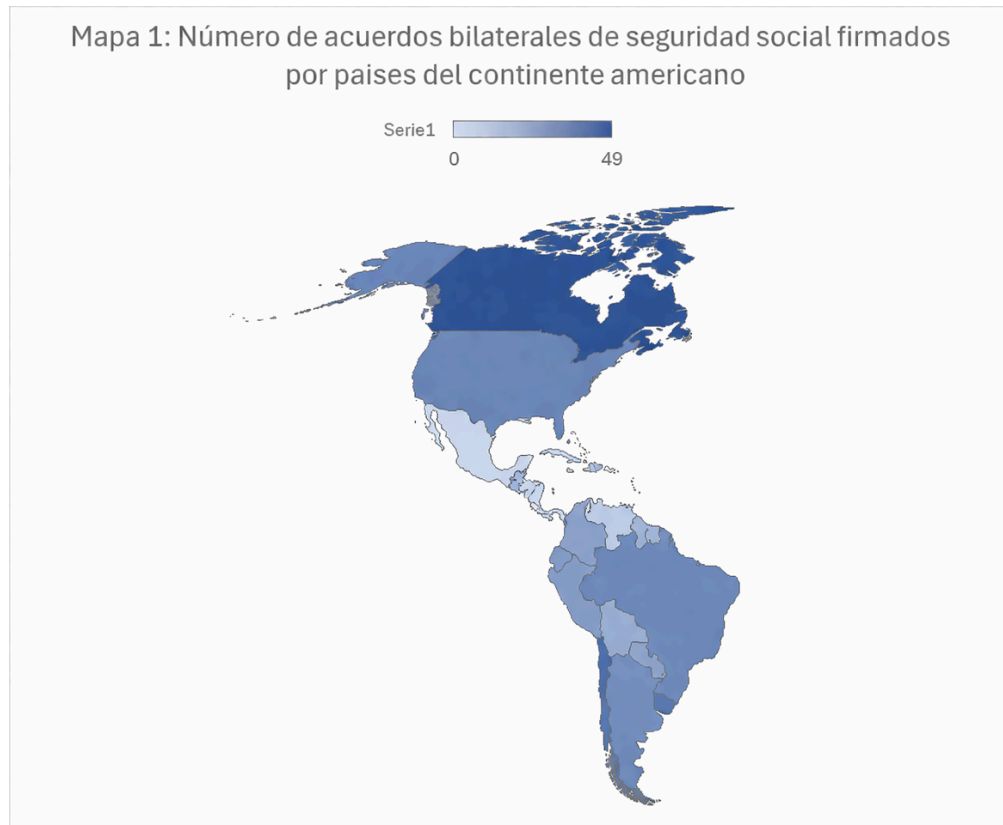 Mapa 1: Número de acuerdos bilaterales de seguridad social firmados
por paises del continente americano
Serie1
0 49